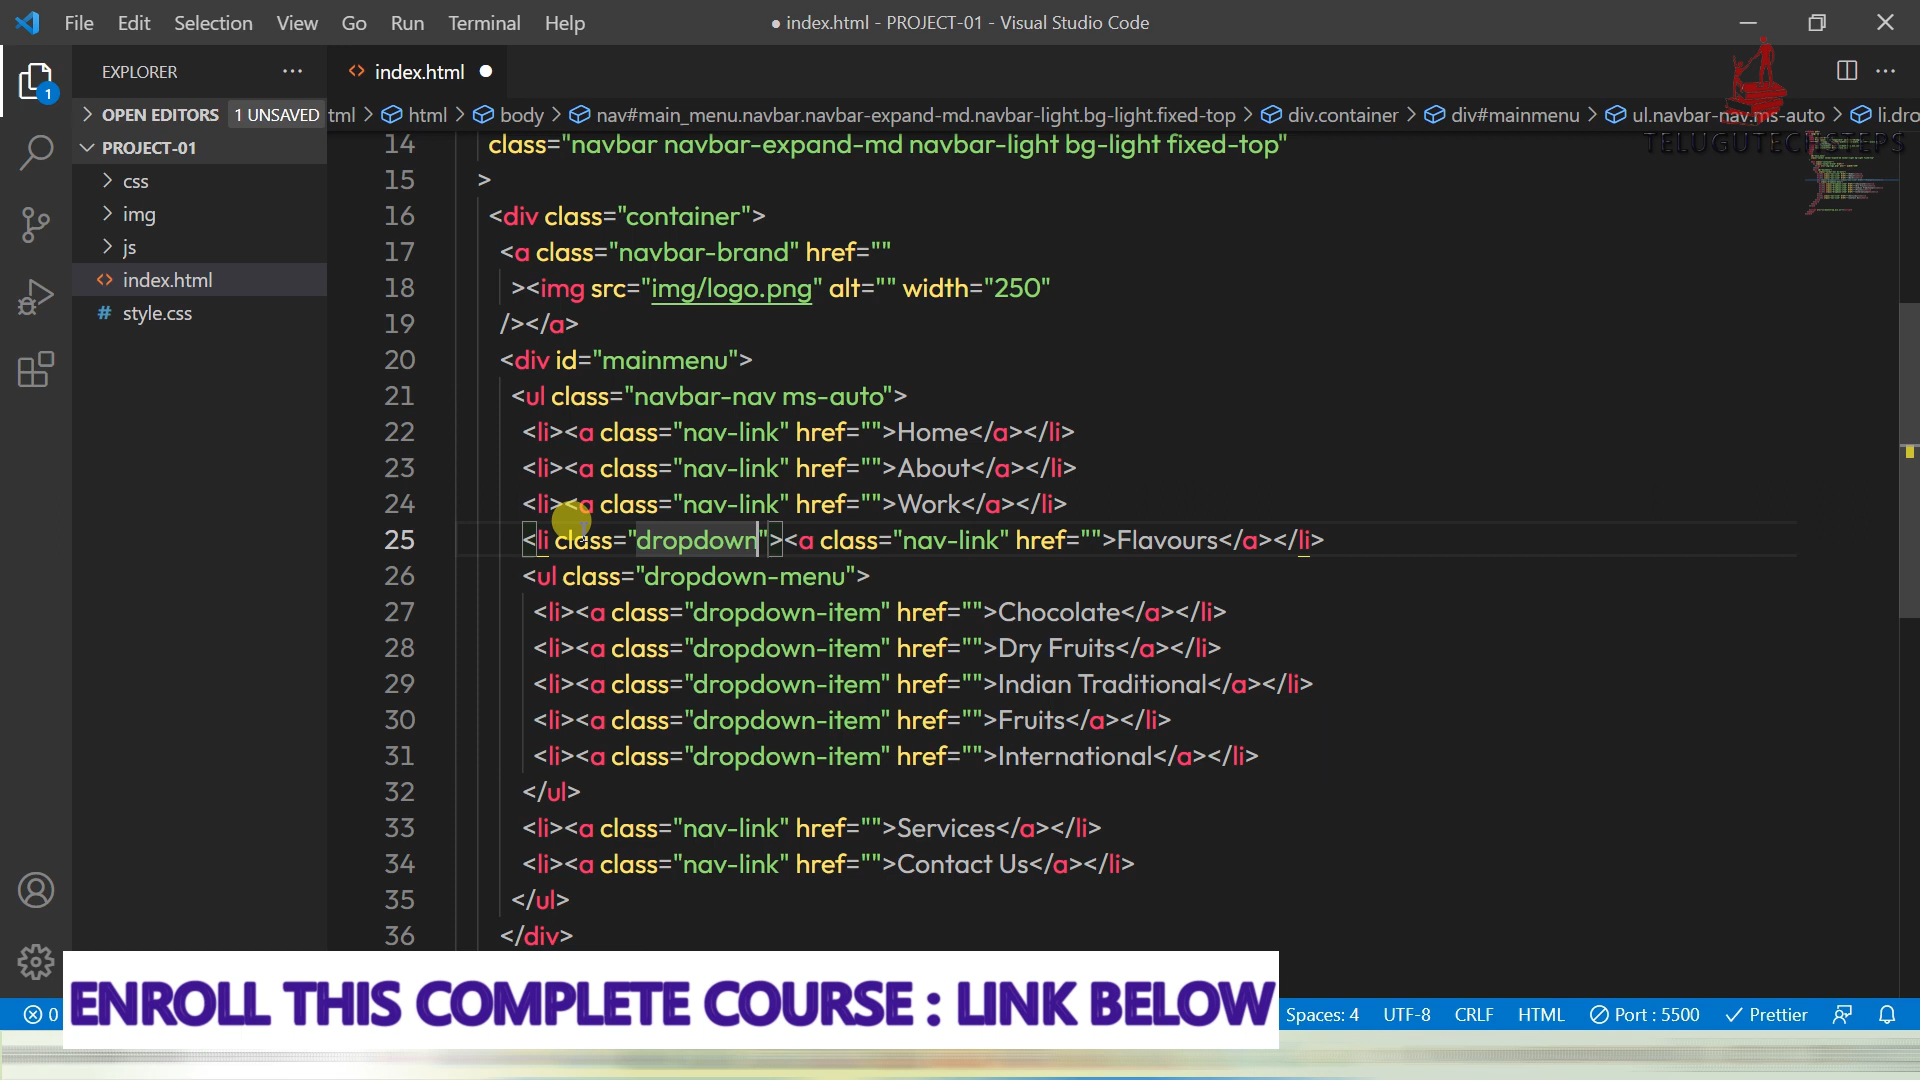 File Edit Selection View Go Run Terminal Help
● index.html - PROJECT-01 - Visual Studio Code
EXPLORER
index.html
OPEN EDITORS 1 UNSAVED
tml > html > body > nav#main_menu.navbar.navbar-expand-md.navbar-light.bg-light.fixed-top > div.container > div#mainmenu > ul.navbar-nav.ms-auto > li.dro
TELUGUTECHSTEPS
1
PROJECT-01
css
img
js
index.html
# style.css
14 class="navbar navbar-expand-md navbar-light bg-light fixed-top"
15 >
16 <div class="container">
17 <a class="navbar-brand" href=""
18 ><img src="img/logo.png" alt="" width="250"
19 /></a>
20 <div id="mainmenu">
21 <ul class="navbar-nav ms-auto">
22 <li><a class="nav-link" href="">Home</a></li>
23 <li><a class="nav-link" href="">About</a></li>
24 <li><a class="nav-link" href="">Work</a></li>
25 <li class="dropdown"><a class="nav-link" href="">Flavours</a></li>
26 <ul class="dropdown-menu">
27 <li><a class="dropdown-item" href="">Chocolate</a></li>
28 <li><a class="dropdown-item" href="">Dry Fruits</a></li>
29 <li><a class="dropdown-item" href="">Indian Traditional</a></li>
30 <li><a class="dropdown-item" href="">Fruits</a></li>
31 <li><a class="dropdown-item" href="">International</a></li>
32 </ul>
33 <li><a class="nav-link" href="">Services</a></li>
34 <li><a class="nav-link" href="">Contact Us</a></li>
35 </ul>
36 </div>
ENROLL THIS COMPLETE COURSE : LINK BELOW
0 Spaces: 4 UTF-8 CRLF HTML Port : 5500 Prettier